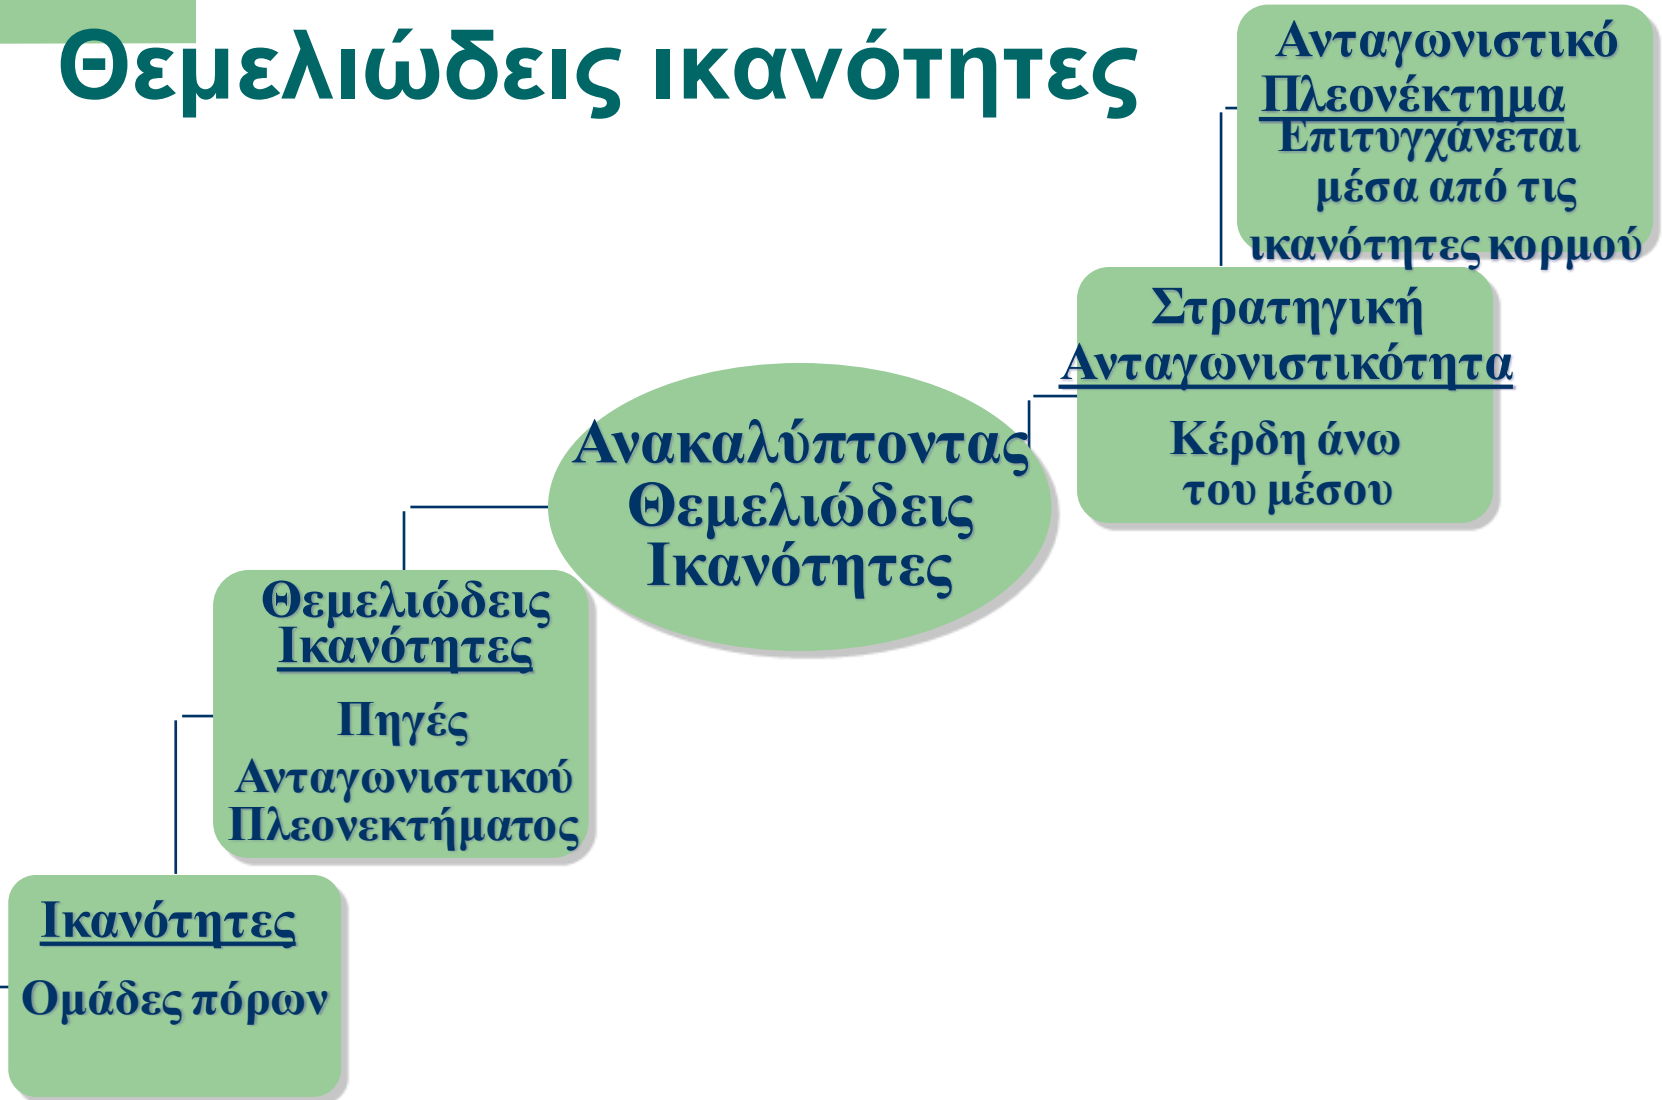 Θεμελιώδεις ικανότητες
Ανταγωνιστικό
Πλεονέκτημα
Επιτυγχάνεται
μέσα από τις
ικανότητες κορμού
Στρατηγική
Ανταγωνιστικότητα
Κέρδη άνω
του μέσου
Ανακαλύπτοντας
Θεμελιώδεις
Ικανότητες
Θεμελιώδεις
Ικανότητες
Πηγές
Ανταγωνιστικού
Πλεονεκτήματος
Ικανότητες
Ομάδες πόρων